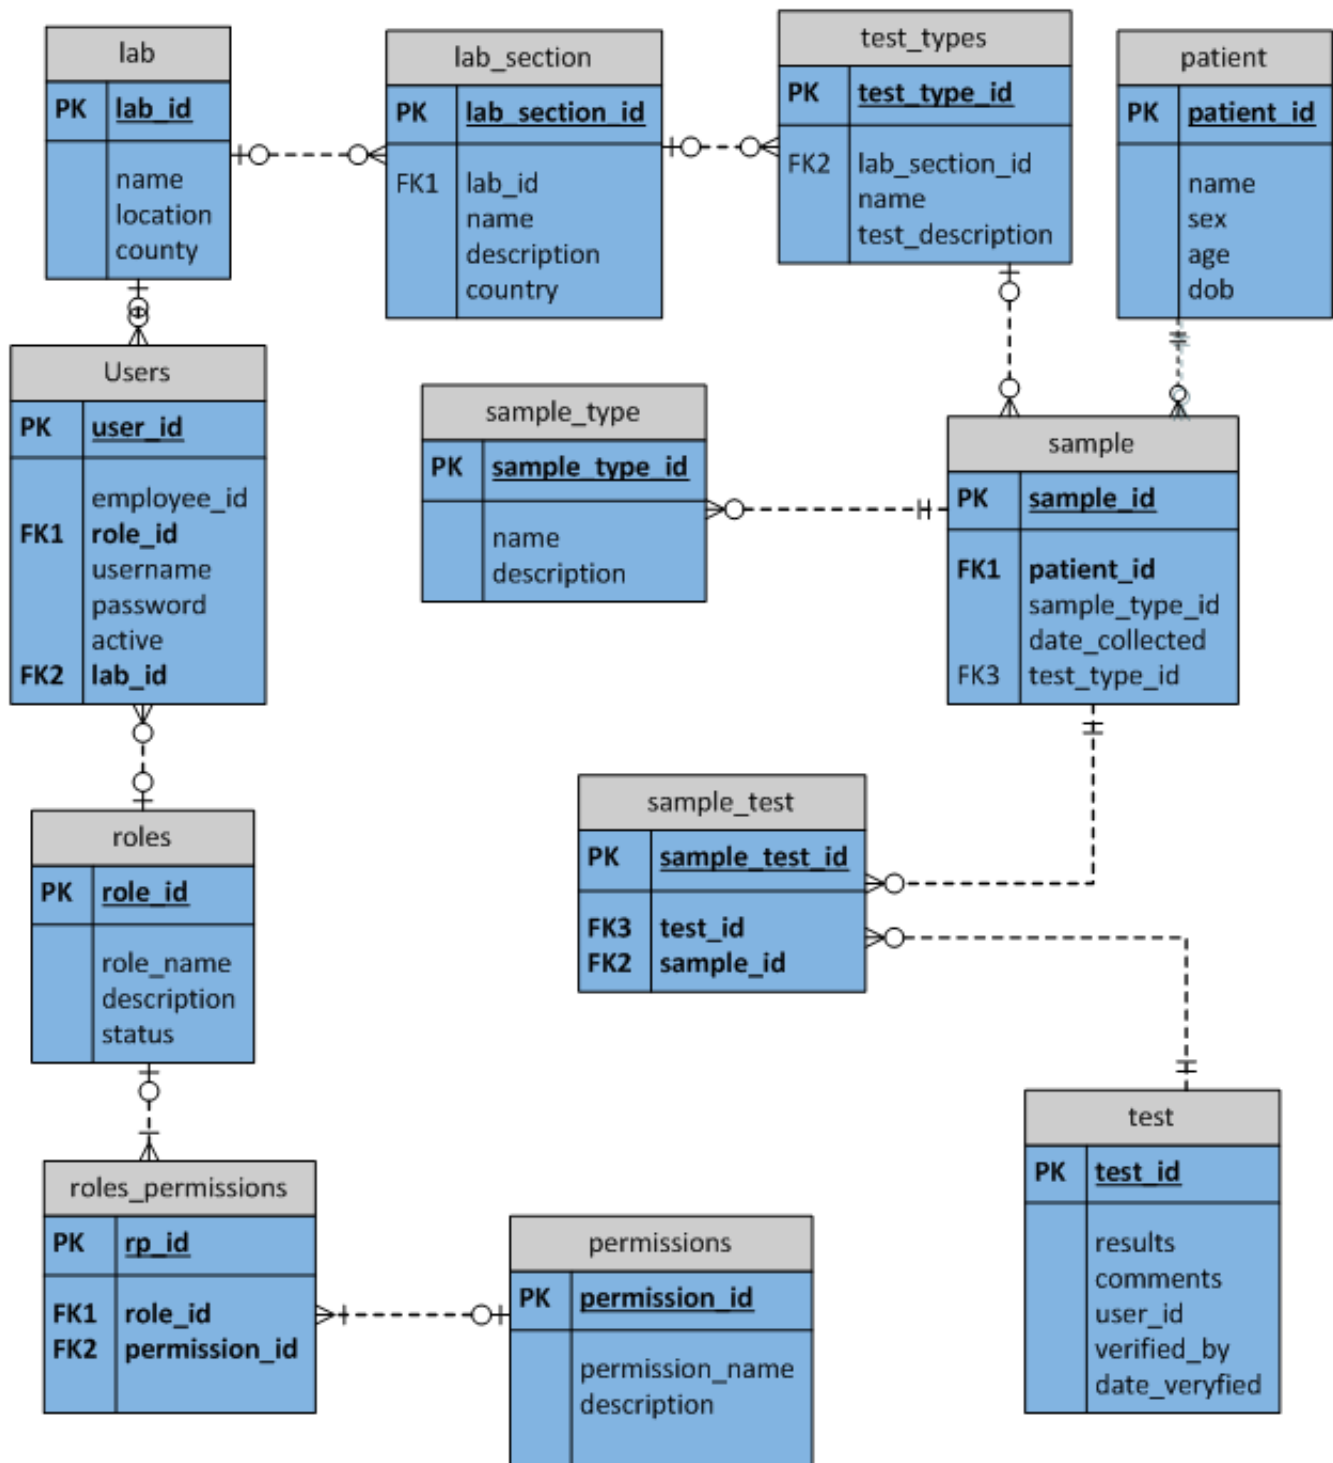 lab
PK lab_id
name
location
county
lab_section
PK lab_section_id
FK1 lab_id
name
description
country
test_types
PK test_type_id
FK2 lab_section_id
name
test_description
patient
PK patient_id
name
sex
age
dob
Users
PK user_id
employee_id
FK1 role_id
username
password
active
FK2 lab_id
sample_type
PK sample_type_id
name
description
sample
PK sample_id
FK1 patient_id
sample_type_id
date_collected
FK3 test_type_id
roles
PK role_id
role_name
description
status
sample_test
PK sample_test_id
FK3 test_id
FK2 sample_id
roles_permissions
PK rp_id
FK1 role_id
FK2 permission_id
permissions
PK permission_id
permission_name
description
test
PK test_id
results
comments
user_id
verified_by
date_veryfied